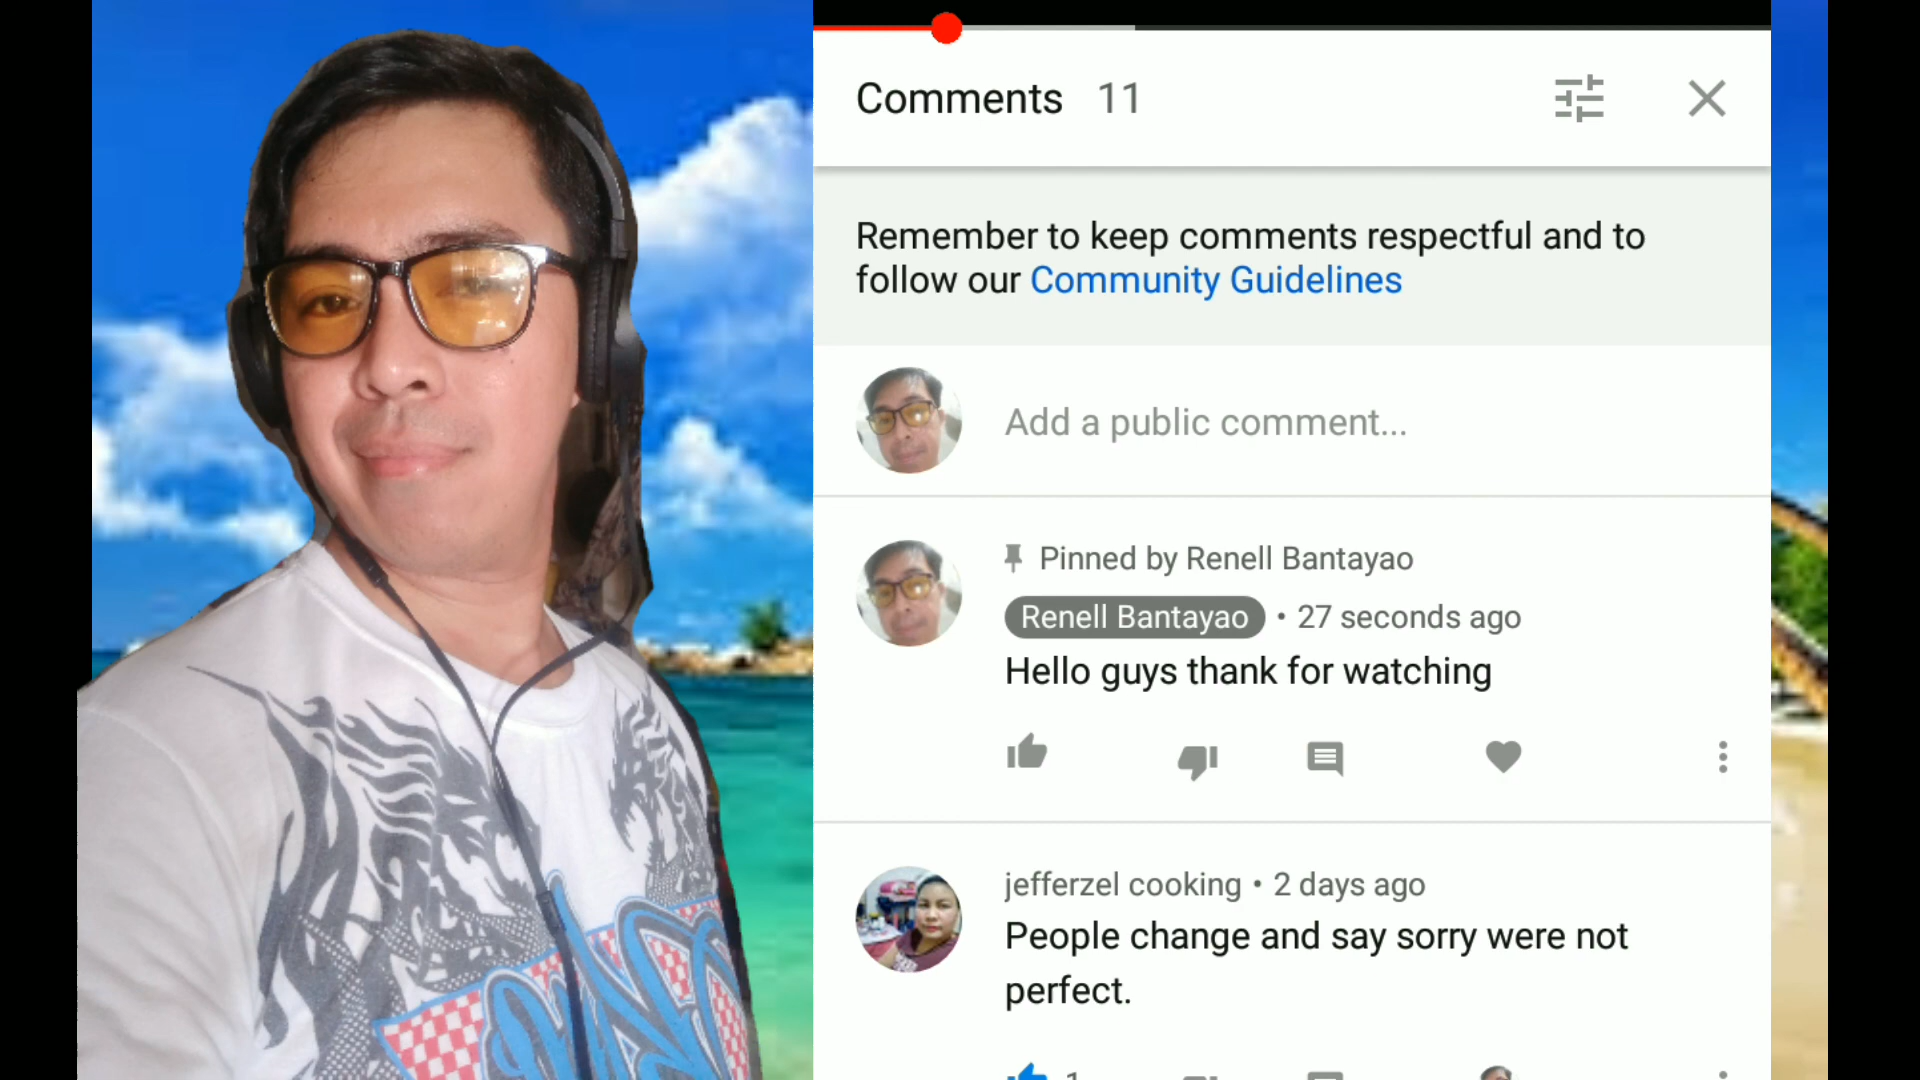 Comments 11
Remember to keep comments respectful and to
follow our Community Guidelines
Add a public comment...
Pinned by Renell Bantayao
Renell Bantayao • 27 seconds ago
Hello guys thank for watching
jefferzel cooking • 2 days ago
People change and say sorry were not
perfect.
1